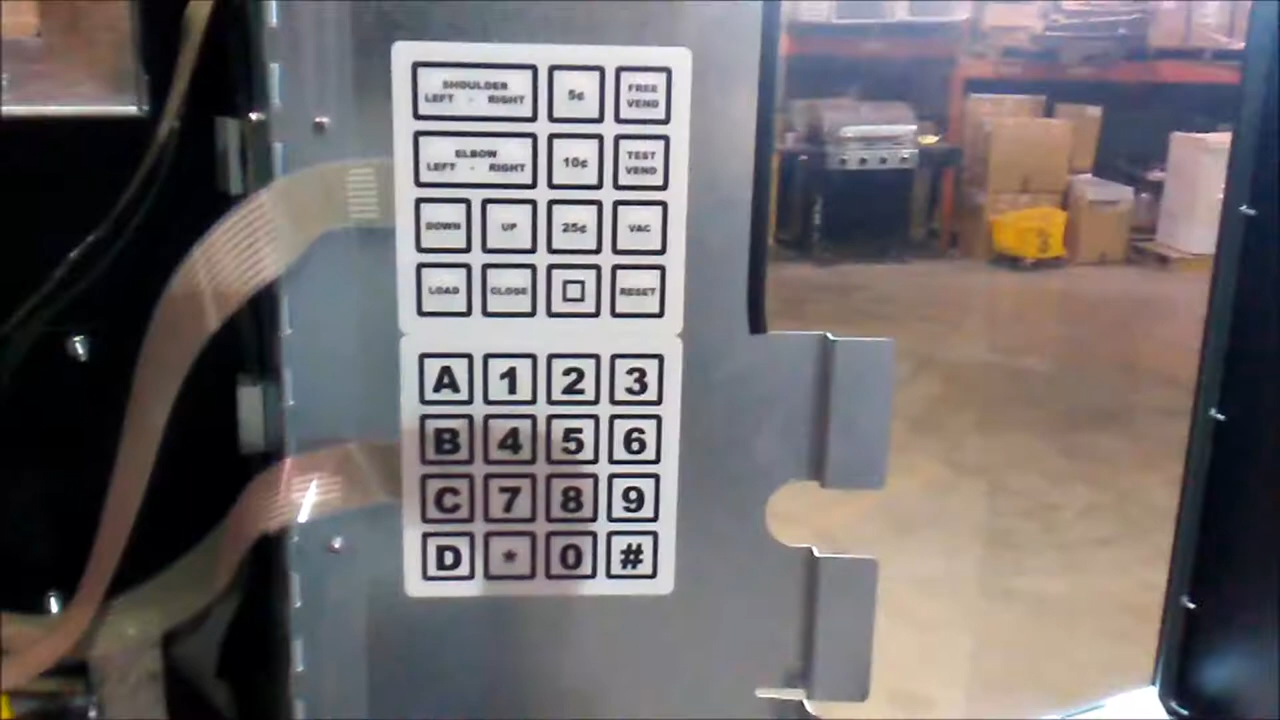 SHOULDER
LEFT - RIGHT
5¢
FREE
VEND
ELBOW
LEFT - RIGHT
10¢
TEST
VEND
DOWN UP 25¢ VAC
LOAD CLOSE RESET
A 1 2 3
B 4 5 6
C 7 8 9
D * 0 #